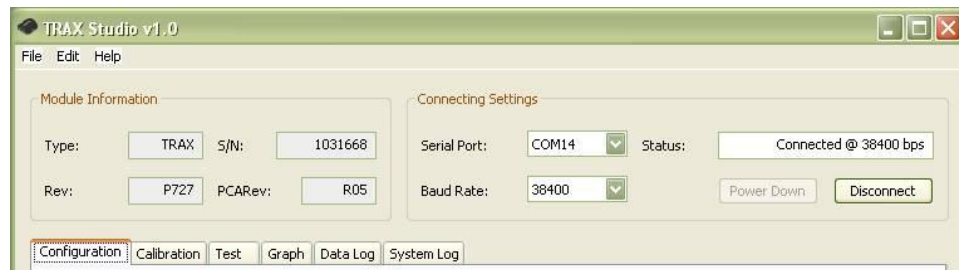 TRAX Studio v1.0
File Edit Help
Module Information
Connecting Settings
Type: TRAX S/N: 1031668
Serial Port: COM14 Status: Connected @ 38400 bps
Rev: P727 PCARev: R05
Baud Rate: 38400 Power Down Disconnect
Configuration Calibration Test Graph Data Log System Log